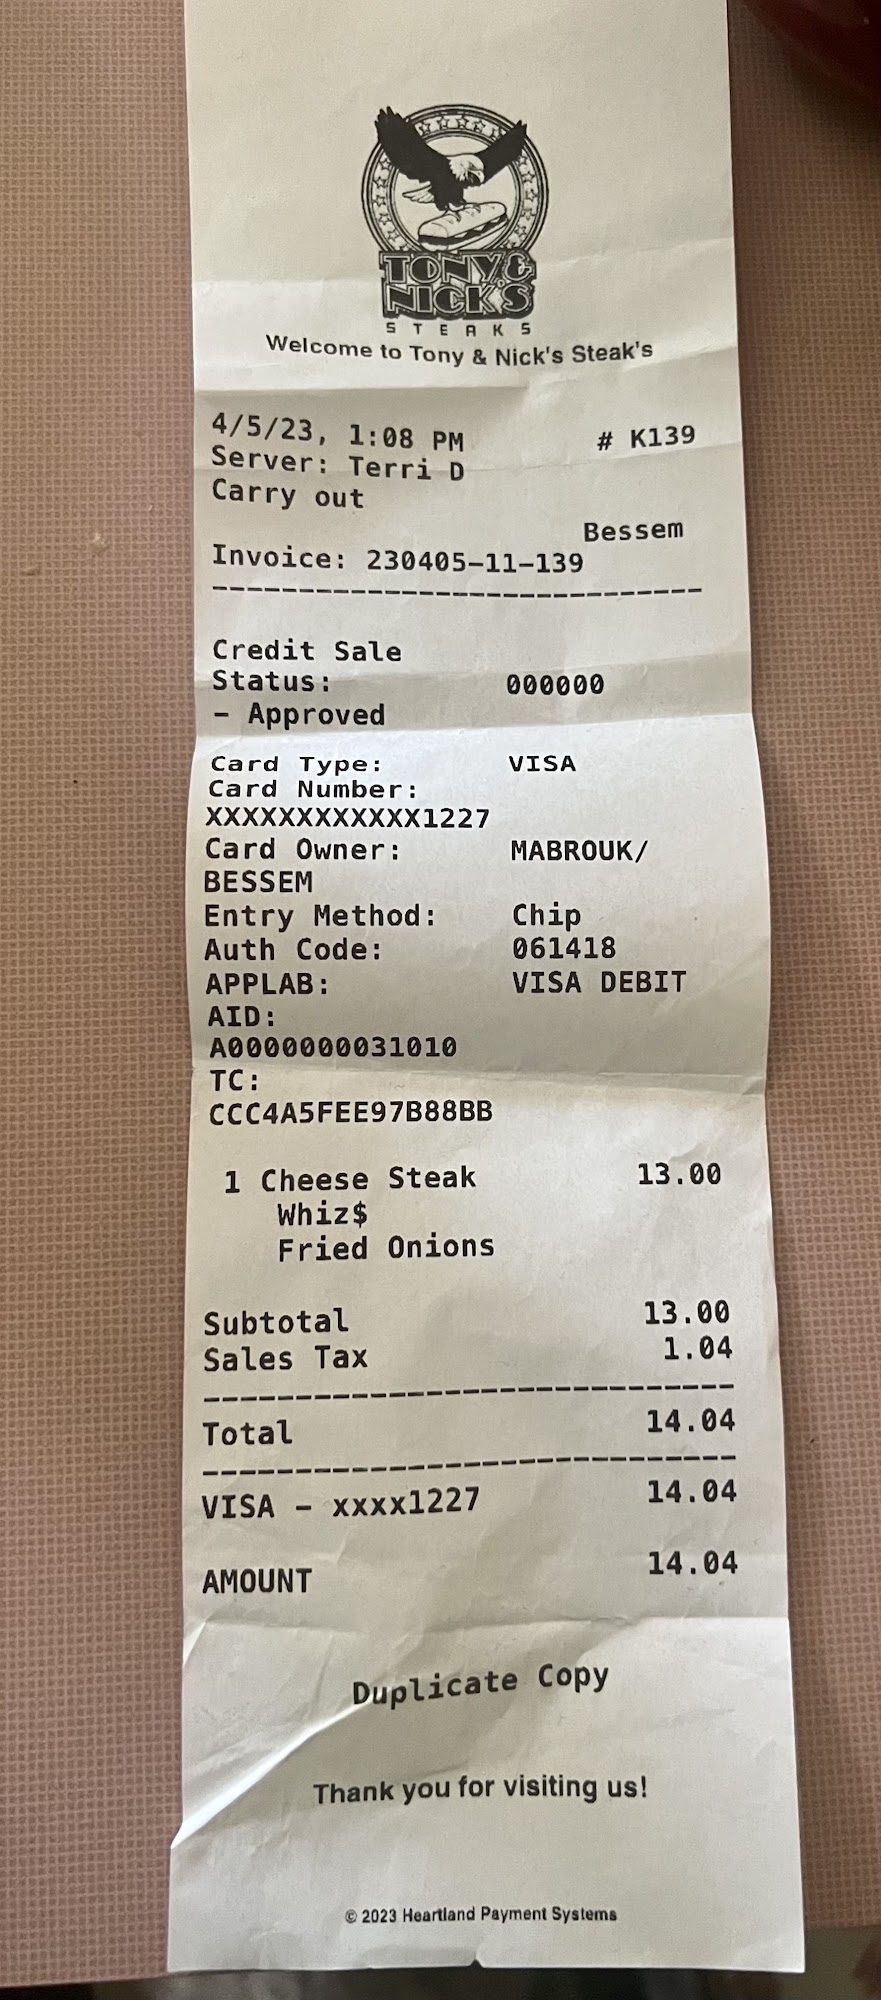 TONY &
NICK'S
STEAKS
Welcome to Tony & Nick's Steak's
4/5/23, 1:08 PM # K139
Server: Terri D
Carry out
Bessem
Invoice: 230405-11-139
------------------------------
Credit Sale
Status: 000000
- Approved
Card Type: VISA
Card Number:
XXXXXXXXXXXX1227
Card Owner: MABROUK/
BESSEM
Entry Method: Chip
Auth Code: 061418
APPLAB: VISA DEBIT
AID:
A0000000031010
TC:
CCC4A5FEE97B88BB
1 Cheese Steak 13.00
Whiz$
Fried Onions
Subtotal 13.00
Sales Tax 1.04
------------------------------
Total 14.04
------------------------------
VISA - xxxx1227 14.04
AMOUNT 14.04
Duplicate Copy
Thank you for visiting us!
© 2023 Heartland Payment Systems